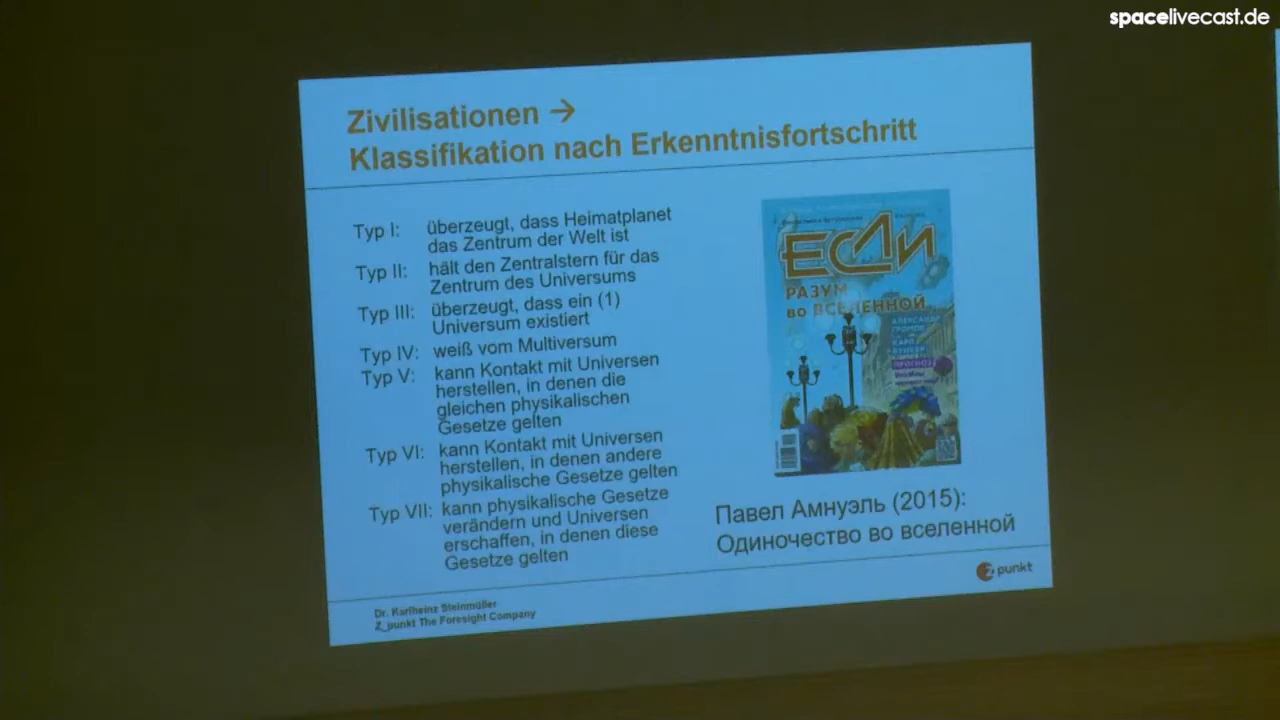 spacelivecast.de
Zivilisationen →
Klassifikation nach Erkenntnisfortschritt
Typ I: überzeugt, dass Heimatplanet
das Zentrum der Welt ist
Typ II: hält den Zentralstern für das
Zentrum des Universums
Typ III: überzeugt, dass ein (1)
Universum existiert
Typ IV: weiß vom Multiversum
Typ V: kann Kontakt mit Universen
herstellen, in denen die
gleichen physikalischen
Gesetze gelten
Typ VI: kann Kontakt mit Universen
herstellen, in denen andere
physikalische Gesetze gelten
Typ VII: kann physikalische Gesetze
verändern und Universen
erschaffen, in denen diese
Gesetze gelten
ЕСЛИ
РАЗУМ
во ВСЕЛЕННОЙ
АЛЕКСАНДР
ГРОМОВ
КАРЛ
ПРОГНОЗ
Павел Амнуэль (2015):
Одиночество во вселенной
Z punkt
Dr. Karlheinz Steinmüller
Z_punkt The Foresight Company